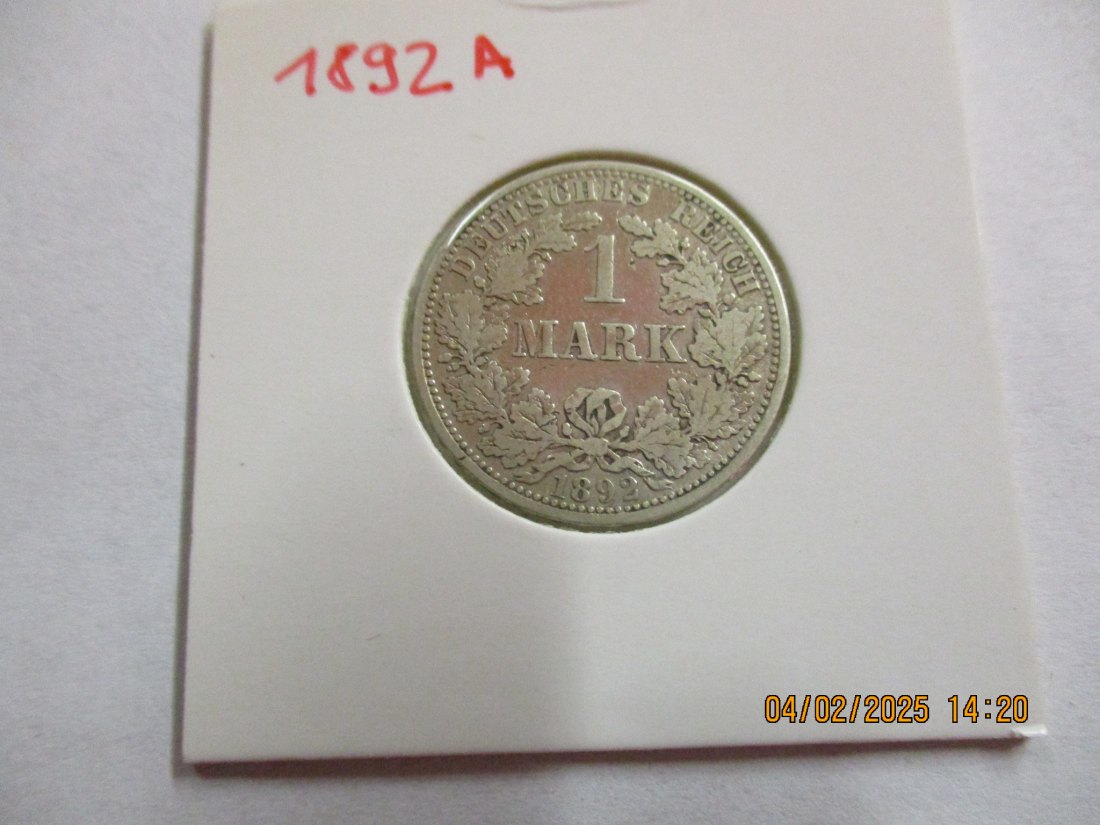 1892 A
DEUTSCHES REICH
1
MARK
1892
04/02/2025 14:20